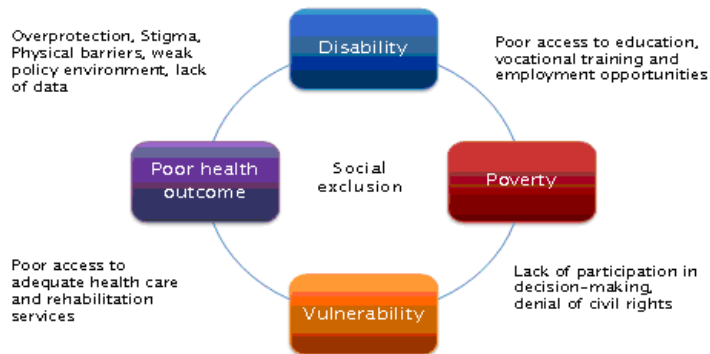 Overprotection, Stigma,
Physical barriers, weak
policy environment, lack
of data
Disability
Poor access to education,
vocational training and
employment opportunities
Poor health
outcome
Social
exclusion
Poverty
Poor access to
adequate health care
and rehabilitation
services
Vulnerability
Lack of participation in
decision-making,
denial of civil rights